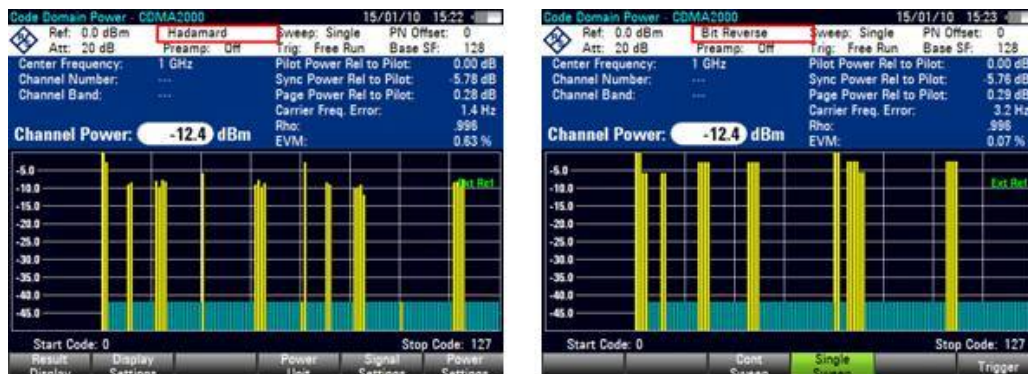 Code Domain Power - CDMA2000 15/01/10 15:22
Ref: 0.0 dBm Hadamard Sweep: Single PN Offset: 0
Att: 20 dB Preamp: Off Trig: Free Run Base SF: 128
Center Frequency: 1 GHz Pilot Power Rel to Pilot: 0.00 dB
Channel Number: --- Sync Power Rel to Pilot: -5.78 dB
Channel Band: --- Page Power Rel to Pilot: 0.28 dB
Carrier Freq. Error: 1.4 Hz
Channel Power: -12.4 dBm Rho: .996
EVM: 0.63 %
-5.0
-10.0 Ext Ref
-15.0
-20.0
-25.0
-30.0
-35.0
-40.0
-45.0
Start Code: 0 Stop Code: 127
Result Display Power Signal Power
Display Settings Unit Settings Settings
Code Domain Power - CDMA2000 15/01/10 15:23
Ref: 0.0 dBm Bit Reverse Sweep: Single PN Offset: 0
Att: 20 dB Preamp: Off Trig: Free Run Base SF: 128
Center Frequency: 1 GHz Pilot Power Rel to Pilot: 0.00 dB
Channel Number: --- Sync Power Rel to Pilot: -5.76 dB
Channel Band: --- Page Power Rel to Pilot: 0.29 dB
Carrier Freq. Error: 3.2 Hz
Channel Power: -12.4 dBm Rho: .996
EVM: 0.07 %
-5.0
-10.0 Ext Ref
-15.0
-20.0
-25.0
-30.0
-35.0
-40.0
-45.0
Start Code: 0 Stop Code: 127
Cont Single Trigger
Sweep Sweep